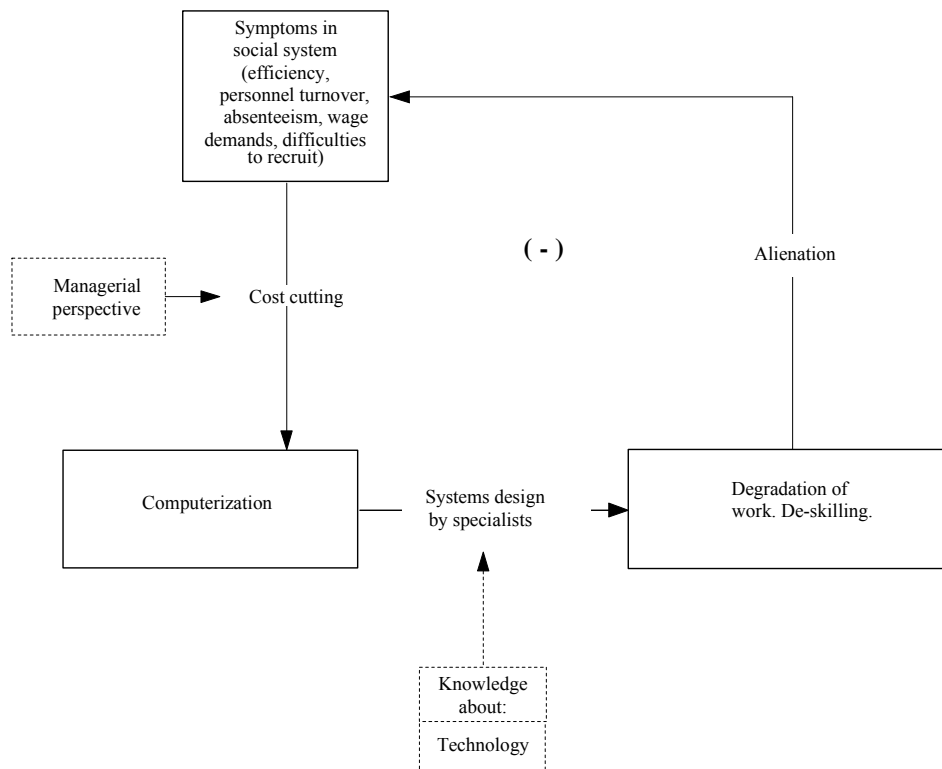 Symptoms in
social system
(efficiency,
personnel turnover,
absenteeism, wage
demands, difficulties
to recruit)
( - )
Alienation
Managerial
perspective
Cost cutting
Computerization
Systems design
by specialists
Degradation of
work. De-skilling.
Knowledge
about:
Technology